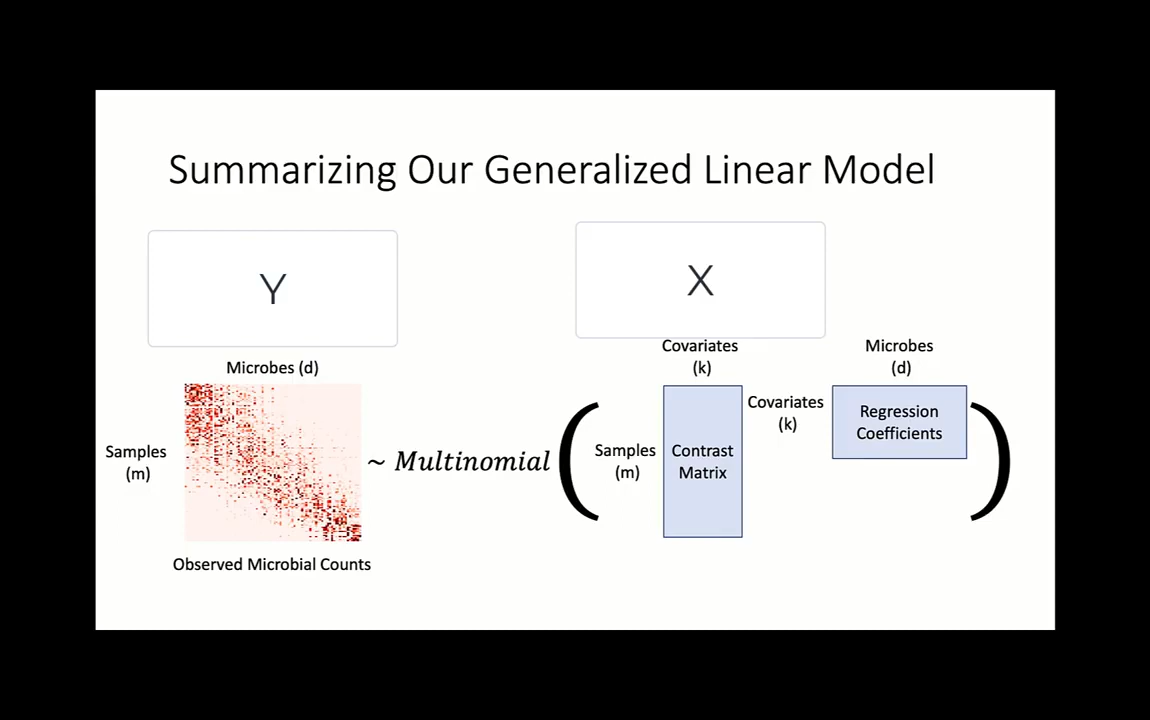 Summarizing Our Generalized Linear Model
Y
X
Microbes (d)
Samples
(m)
Observed Microbial Counts
~ Multinomial
(
Samples
(m)
Covariates
(k)
Contrast
Matrix
Covariates
(k)
Microbes
(d)
Regression
Coefficients
)